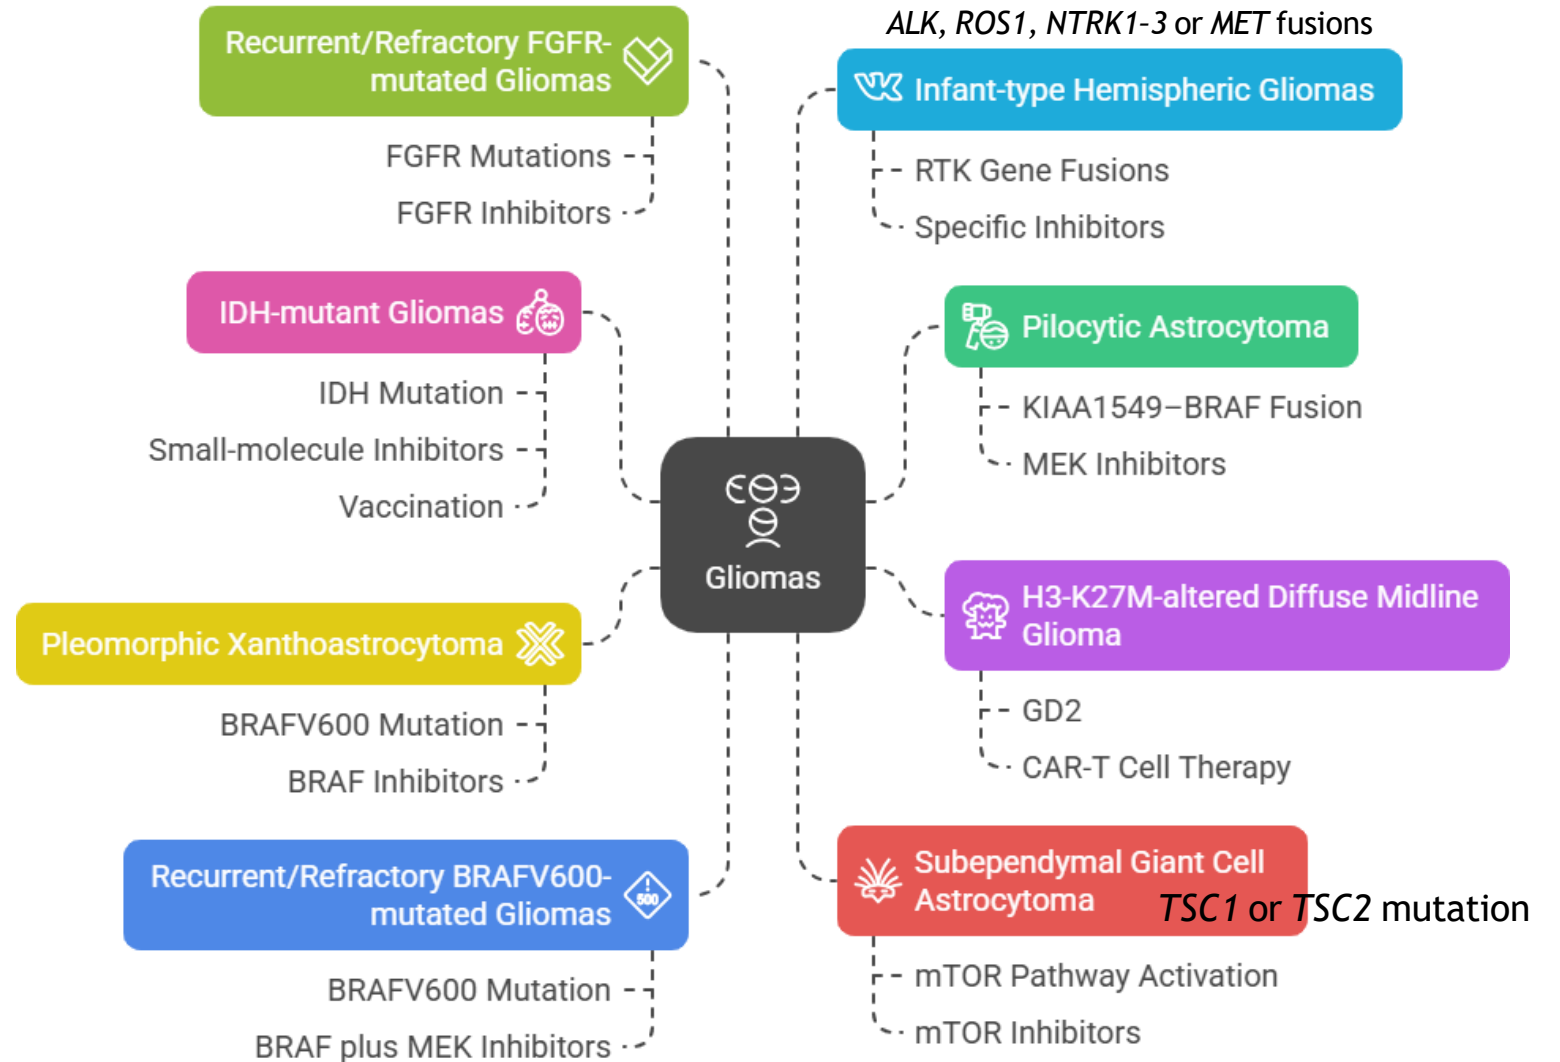 Recurrent/Refractory FGFR-
mutated Gliomas
FGFR Mutations
FGFR Inhibitors
IDH-mutant Gliomas
IDH Mutation
Small-molecule Inhibitors
Vaccination
Pleomorphic Xanthoastrocytoma
BRAFV600 Mutation
BRAF Inhibitors
Recurrent/Refractory BRAFV600-
mutated Gliomas
500
BRAFV600 Mutation
BRAF plus MEK Inhibitors
Gliomas
ALK, ROS1, NTRK1–3 or MET fusions
Infant-type Hemispheric Gliomas
RTK Gene Fusions
Specific Inhibitors
Pilocytic Astrocytoma
KIAA1549–BRAF Fusion
MEK Inhibitors
H3-K27M-altered Diffuse Midline
Glioma
GD2
CAR-T Cell Therapy
Subependymal Giant Cell
Astrocytoma
TSC1 or TSC2 mutation
mTOR Pathway Activation
mTOR Inhibitors